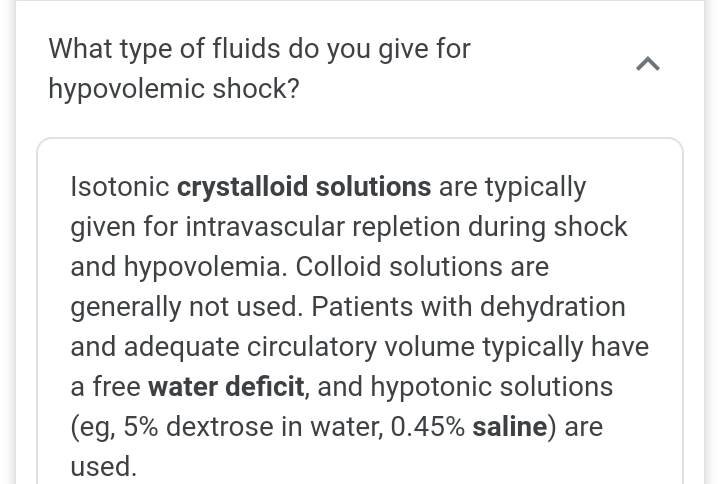 What type of fluids do you give for
hypovolemic shock?
Isotonic crystalloid solutions are typically
given for intravascular repletion during shock
and hypovolemia. Colloid solutions are
generally not used. Patients with dehydration
and adequate circulatory volume typically have
a free water deficit, and hypotonic solutions
(eg, 5% dextrose in water, 0.45% saline) are
used.